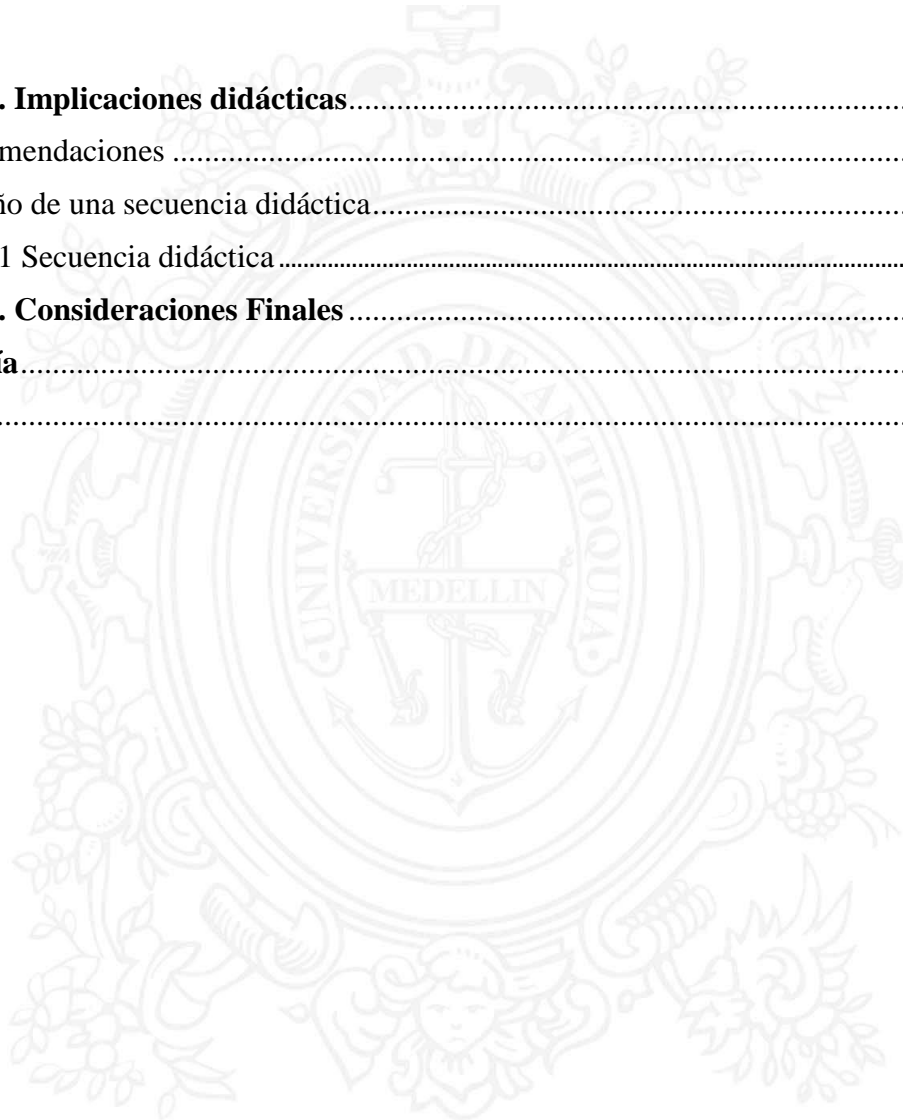 . Implicaciones didácticas
mendaciones
ño de una secuencia didáctica
1 Secuencia didáctica
. Consideraciones Finales
ía
UNIVERSIDAD DE ANTIOQUIA
MEDELLIN